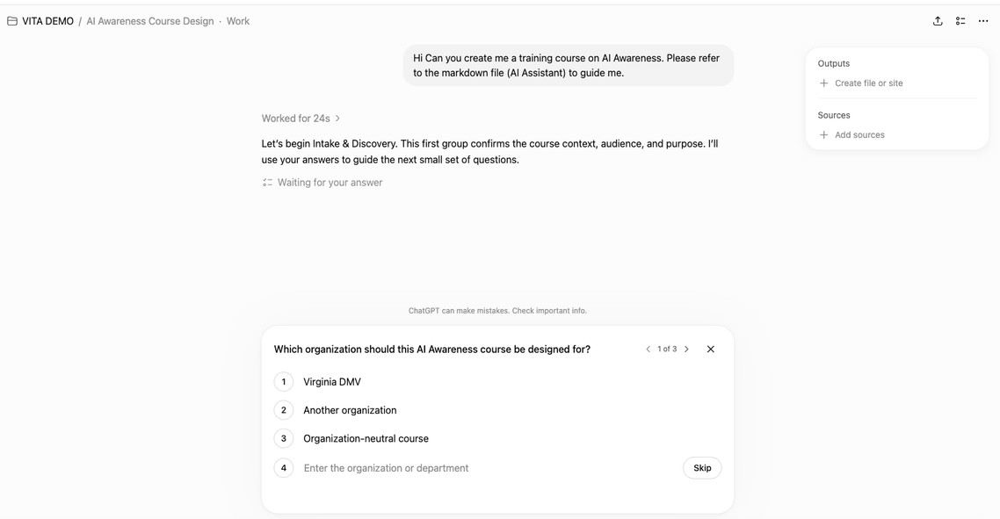 VITA DEMO / AI Awareness Course Design · Work
Hi Can you create me a training course on AI Awareness. Please refer
to the markdown file (AI Assistant) to guide me.
Outputs
Create file or site
Sources
Add sources
Worked for 24s
Let's begin Intake & Discovery. This first group confirms the course context, audience, and purpose. I'll
use your answers to guide the next small set of questions.
Waiting for your answer
ChatGPT can make mistakes. Check important info.
Which organization should this AI Awareness course be designed for?
1 of 3
1 Virginia DMV
2 Another organization
3 Organization-neutral course
4 Enter the organization or department
Skip